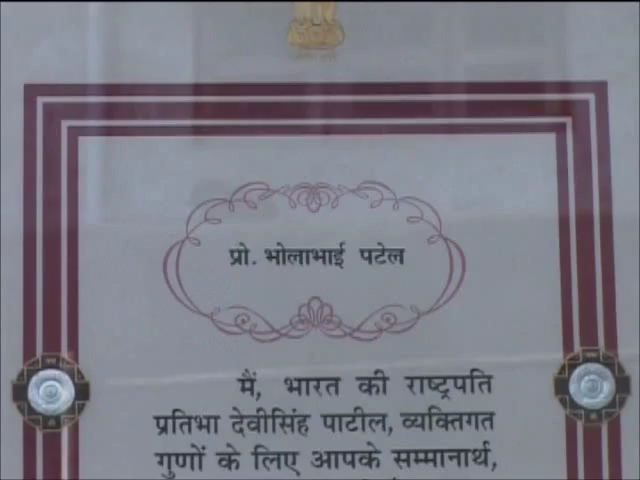 प्रो. भोलाभाई पटेल
मैं, भारत की राष्ट्रपति
प्रतिभा देवीसिंह पाटील, व्यक्तिगत
गुणों के लिए आपके सम्मानार्थ,